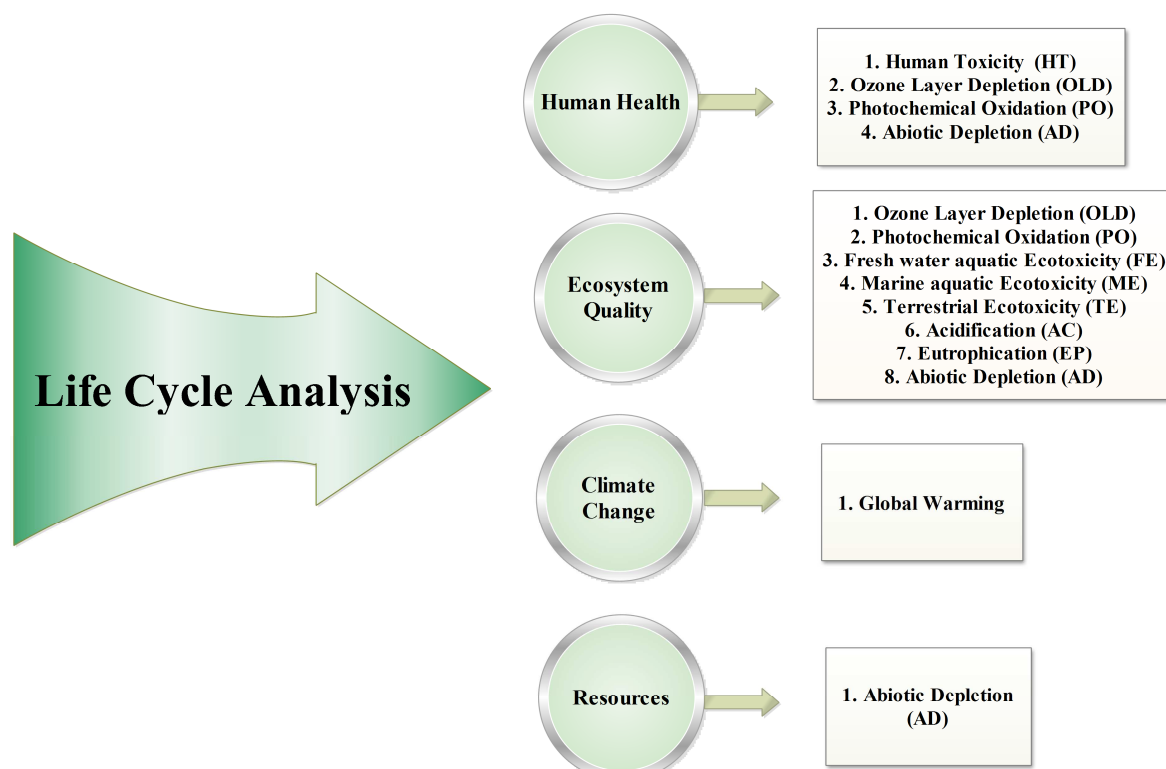 Life Cycle Analysis
Human Health
1. Human Toxicity (HT)
2. Ozone Layer Depletion (OLD)
3. Photochemical Oxidation (PO)
4. Abiotic Depletion (AD)
Ecosystem
Quality
1. Ozone Layer Depletion (OLD)
2. Photochemical Oxidation (PO)
3. Fresh water aquatic Ecotoxicity (FE)
4. Marine aquatic Ecotoxicity (ME)
5. Terrestrial Ecotoxicity (TE)
6. Acidification (AC)
7. Eutrophication (EP)
8. Abiotic Depletion (AD)
Climate
Change
1. Global Warming
Resources
1. Abiotic Depletion
(AD)